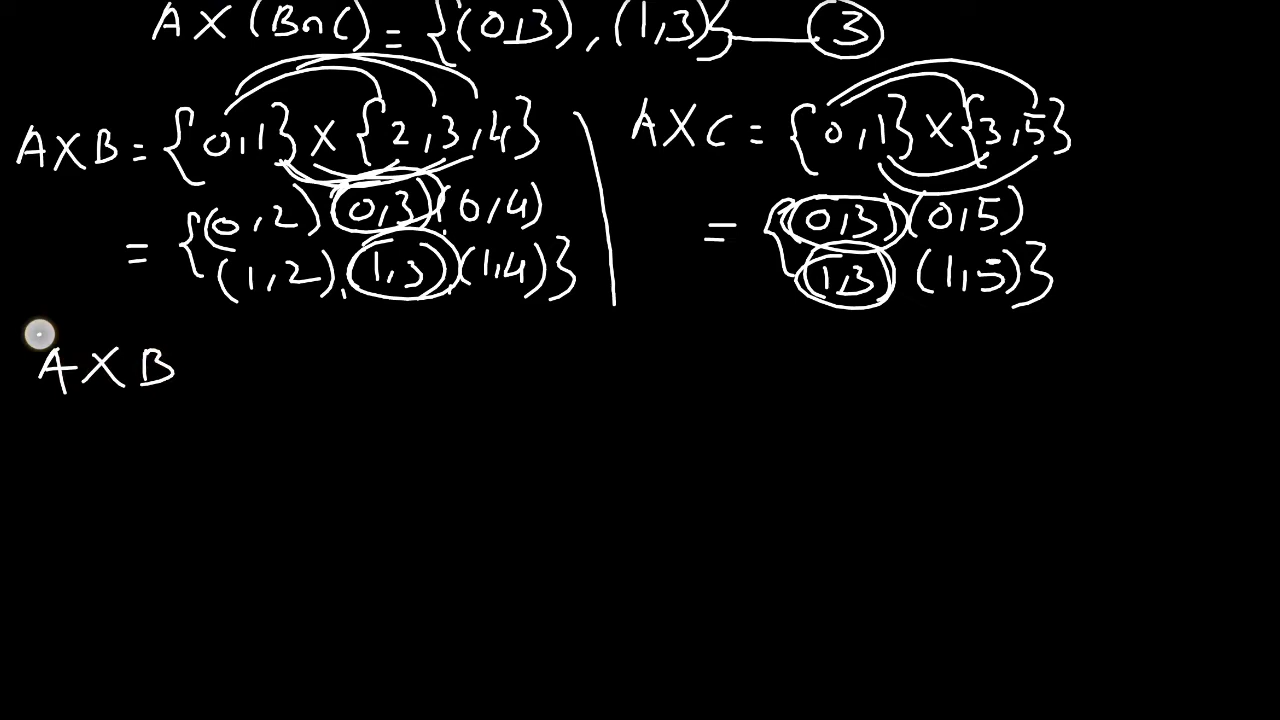 A X (B∩C) = {(0,3), (1,3)} — 3
A X B = {0,1} X {2,3,4}
= {(0,2) (0,3), (0,4)
(1,2), (1,3), (1,4)}
A X C = {0,1} X {3,5}
= {(0,3) (0,5)
(1,3) (1,5)}
A X B